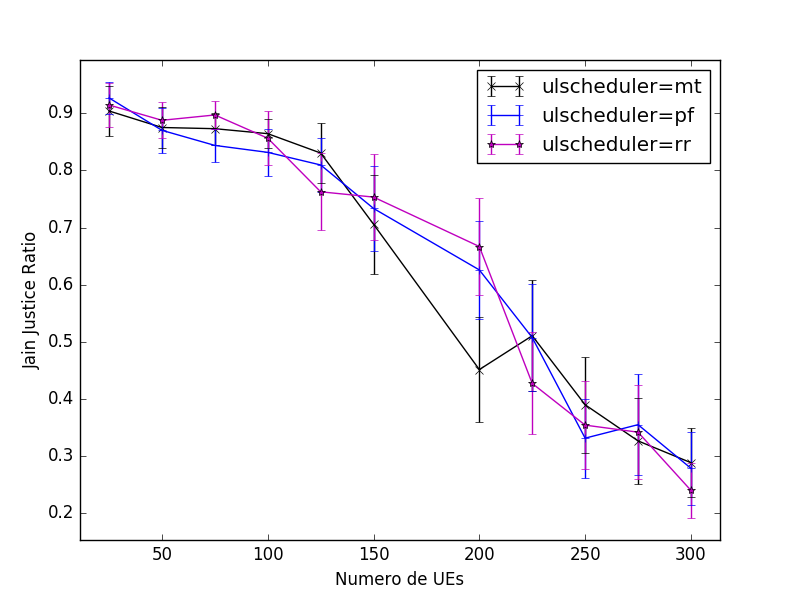 ulscheduler=mt
ulscheduler=pf
ulscheduler=rr
0.9
0.8
0.7
0.6
0.5
0.4
0.3
0.2
Jain Justice Ratio
50 100 150 200 250 300
Numero de UEs